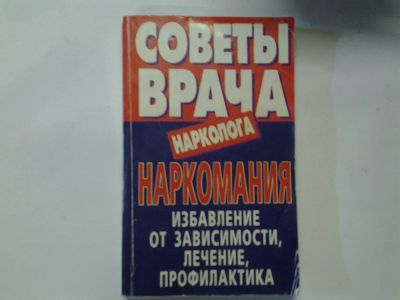 СОВЕТЫ
ВРАЧА
НАРКОЛОГА
НАРКОМАНИЯ
ИЗБАВЛЕНИЕ
ОТ ЗАВИСИМОСТИ,
ЛЕЧЕНИЕ,
ПРОФИЛАКТИКА